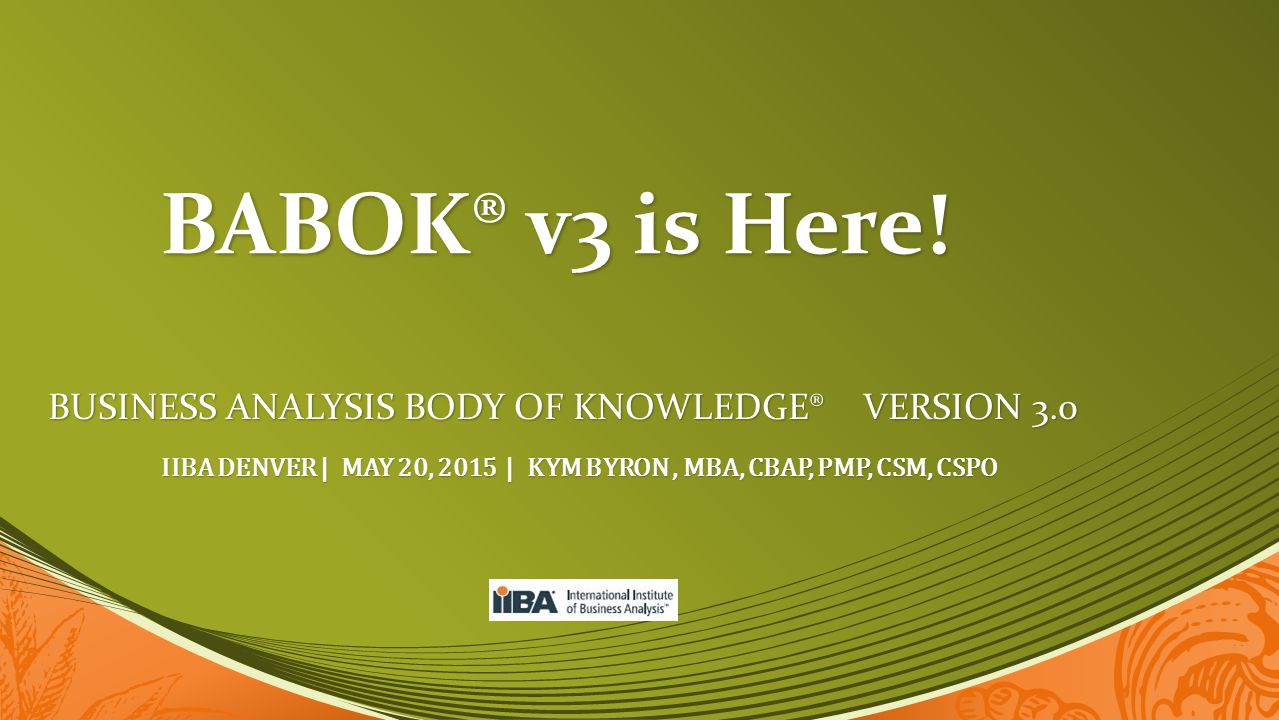 BABOK® v3 is Here!
BUSINESS ANALYSIS BODY OF KNOWLEDGE® VERSION 3.0
IIBA DENVER | MAY 20, 2015 | KYM BYRON , MBA, CBAP, PMP, CSM, CSPO
IIBA® International Institute
of Business Analysis™